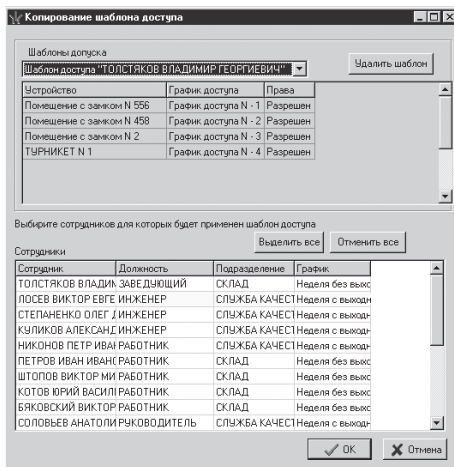 Копирование шаблона доступа
Шаблоны допуска
Шаблон доступа "ТОЛСТЯКОВ ВЛАДИМИР ГЕОРГИЕВИЧ"
Удалить шаблон
Устройство График доступа Права
Помещение с замком N 556 График доступа N - 1 Разрешен
Помещение с замком N 458 График доступа N - 2 Разрешен
Помещение с замком N 2 График доступа N - 3 Разрешен
ТУРНИКЕТ N 1 График доступа N - 4 Разрешен
Выбирите сотрудников для которых будет применен шаблон доступа
Выделить все Отменить все
Сотрудники
Сотрудник Должность Подразделение График
ТОЛСТЯКОВ ВЛАДИМ ЗАВЕДУЮЩИЙ СКЛАД Неделя без выхо
ЛОСЕВ ВИКТОР ЕВГЕ ИНЖЕНЕР СЛУЖБА КАЧЕСТ Неделя с выходн
СТЕПАНЕНКО ОЛЕГ Д ИНЖЕНЕР СЛУЖБА КАЧЕСТ Неделя с выходн
КУЛИКОВ АЛЕКСАНД ИНЖЕНЕР СЛУЖБА КАЧЕСТ Неделя с выходн
НИКОНОВ ПЕТР ИВАН РАБОТНИК СЛУЖБА КАЧЕСТ Неделя без выхо
ПЕТРОВ ИВАН ИВАНО РАБОТНИК СКЛАД Неделя без выхо
ШТОПОВ ВИКТОР МИ РАБОТНИК СКЛАД Неделя без выхо
КОТОВ ЮРИЙ ВАСИЛИ РАБОТНИК СКЛАД Неделя без выхо
БЯКОВСКИЙ ВИКТОР РАБОТНИК СКЛАД Неделя без выхо
СОЛОВЬЕВ АНАТОЛИ РУКОВОДИТЕЛЬ СЛУЖБА КАЧЕСТ Неделя с выходн
OK Отмена